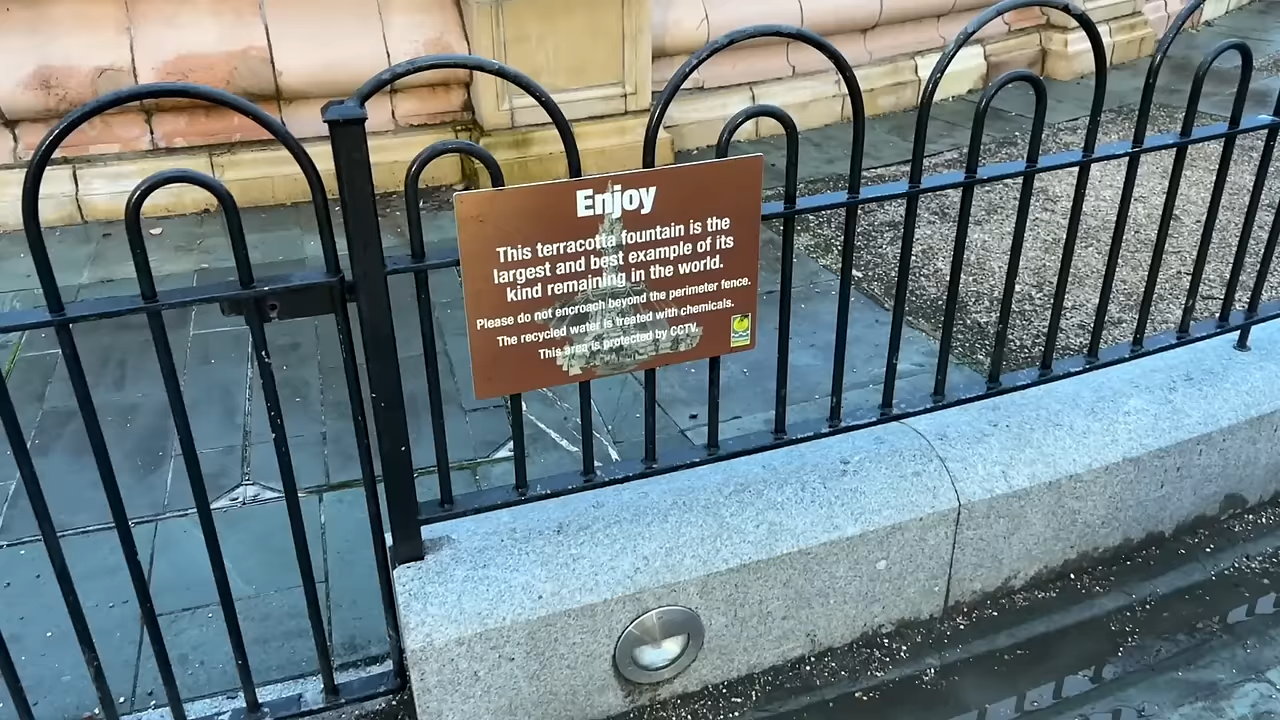 Enjoy
This terracotta fountain is the
largest and best example of its
kind remaining in the world.
Please do not encroach beyond the perimeter fence.
The recycled water is treated with chemicals.
This area is protected by CCTV.